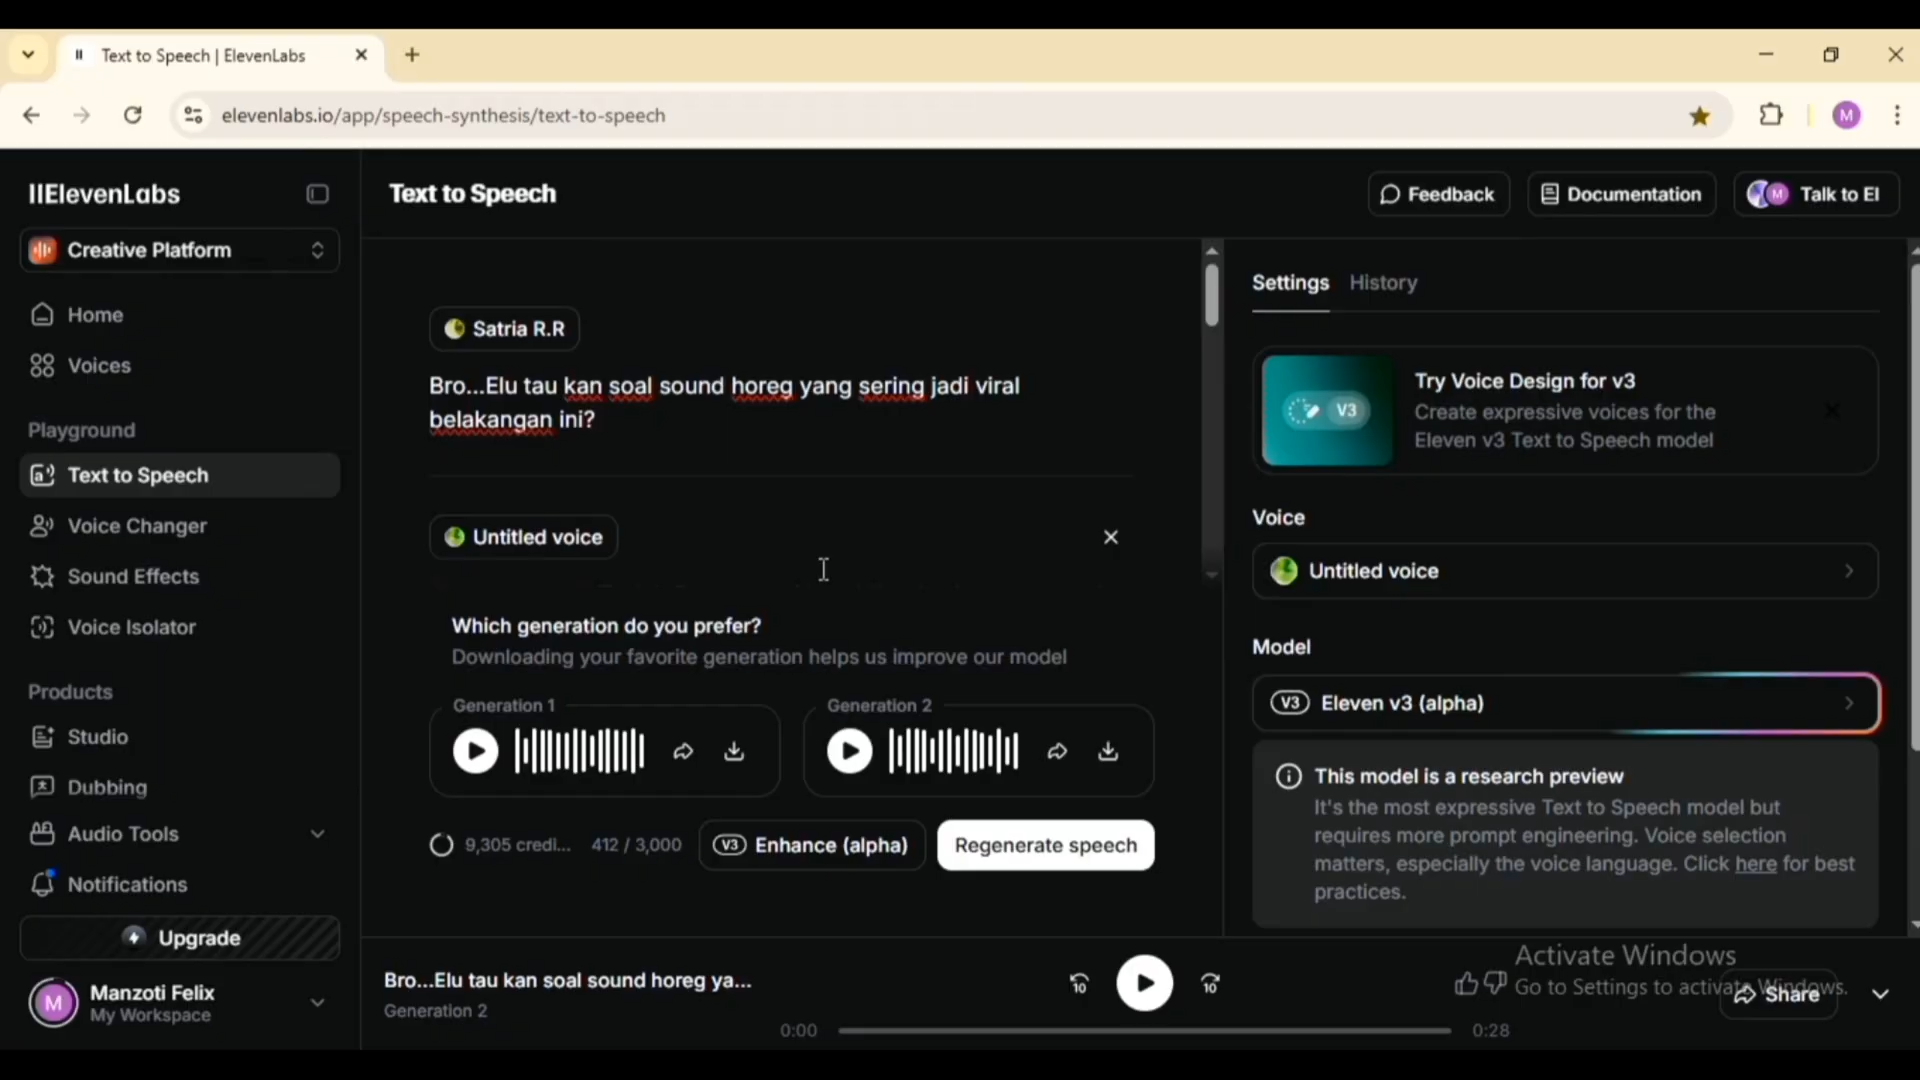 Text to Speech | ElevenLabs
elevenlabs.io/app/speech-synthesis/text-to-speech
M
IIElevenLabs
Creative Platform
Home
Voices
Playground
Text to Speech
Voice Changer
Sound Effects
Voice Isolator
Products
Studio
Dubbing
Audio Tools
Notifications
Upgrade
M
Manzoti Felix
My Workspace
Text to Speech
Feedback
Documentation
M
Talk to El
Satria R.R
Bro...Elu tau kan soal sound horeg yang sering jadi viral
belakangan ini?
Untitled voice
Which generation do you prefer?
Downloading your favorite generation helps us improve our model
Generation 1
Generation 2
9,305 credi...
412 / 3,000
V3 Enhance (alpha)
Regenerate speech
Settings
History
V3
Try Voice Design for v3
Create expressive voices for the
Eleven v3 Text to Speech model
Voice
Untitled voice
Model
V3 Eleven v3 (alpha)
This model is a research preview
It's the most expressive Text to Speech model but
requires more prompt engineering. Voice selection
matters, especially the voice language. Click here for best
practices.
Bro...Elu tau kan soal sound horeg ya...
Generation 2
10
10
0:00
0:28
Activate Windows
Go to Settings to activate Windows.
Share